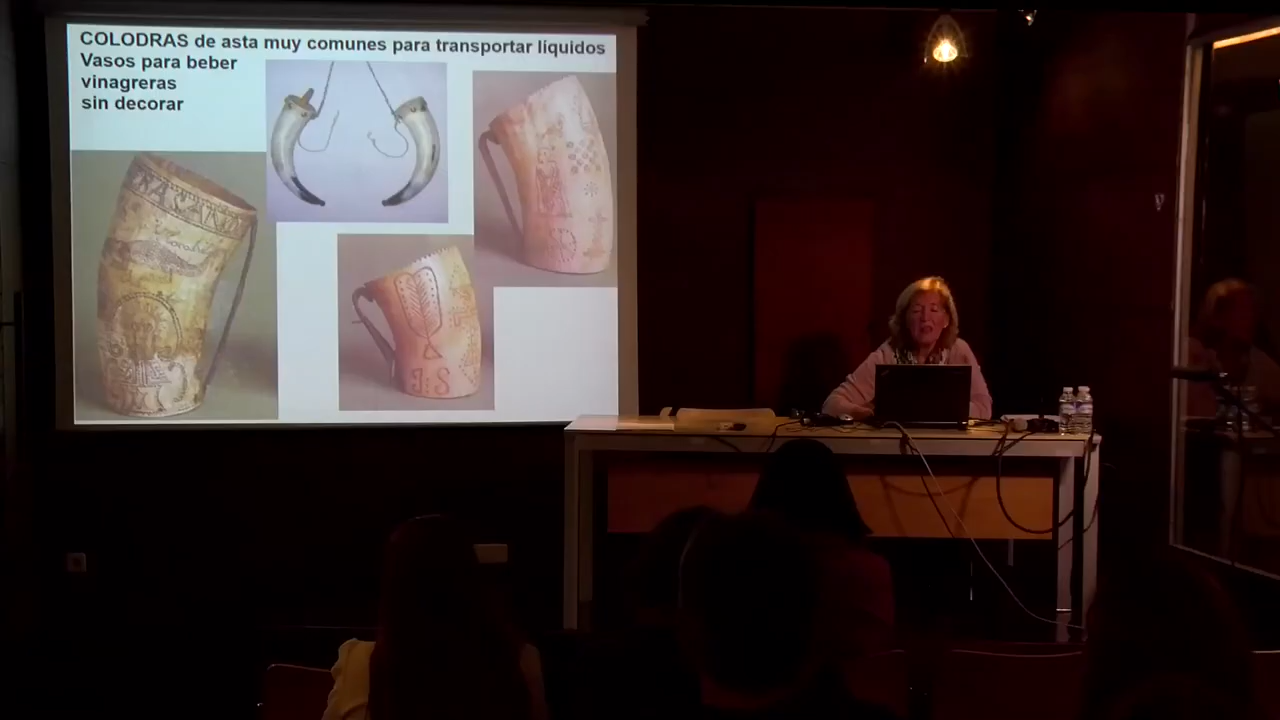 COLODRAS de asta muy comunes para transportar líquidos
Vasos para beber
vinagreras
sin decorar
J:S